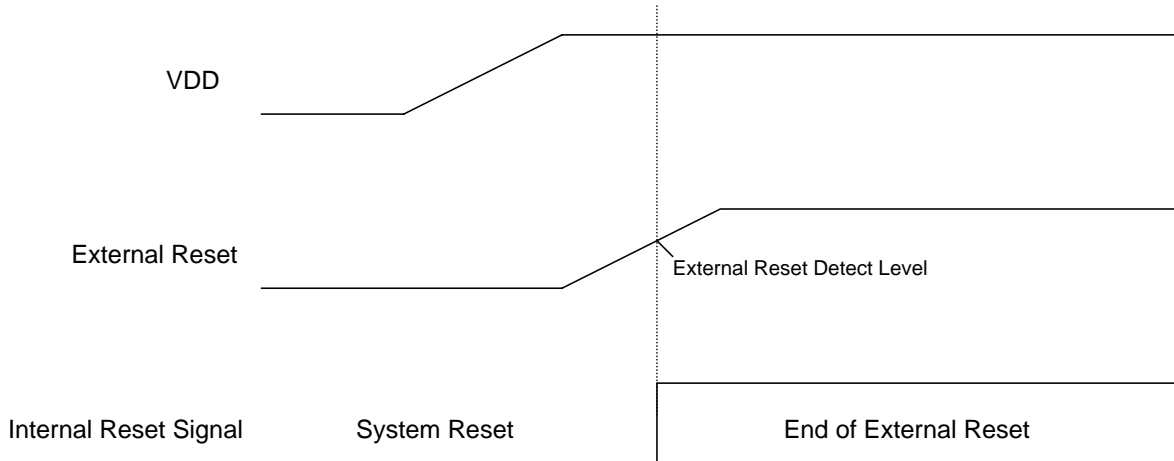 VDD
External Reset
External Reset Detect Level
Internal Reset Signal
System Reset
End of External Reset